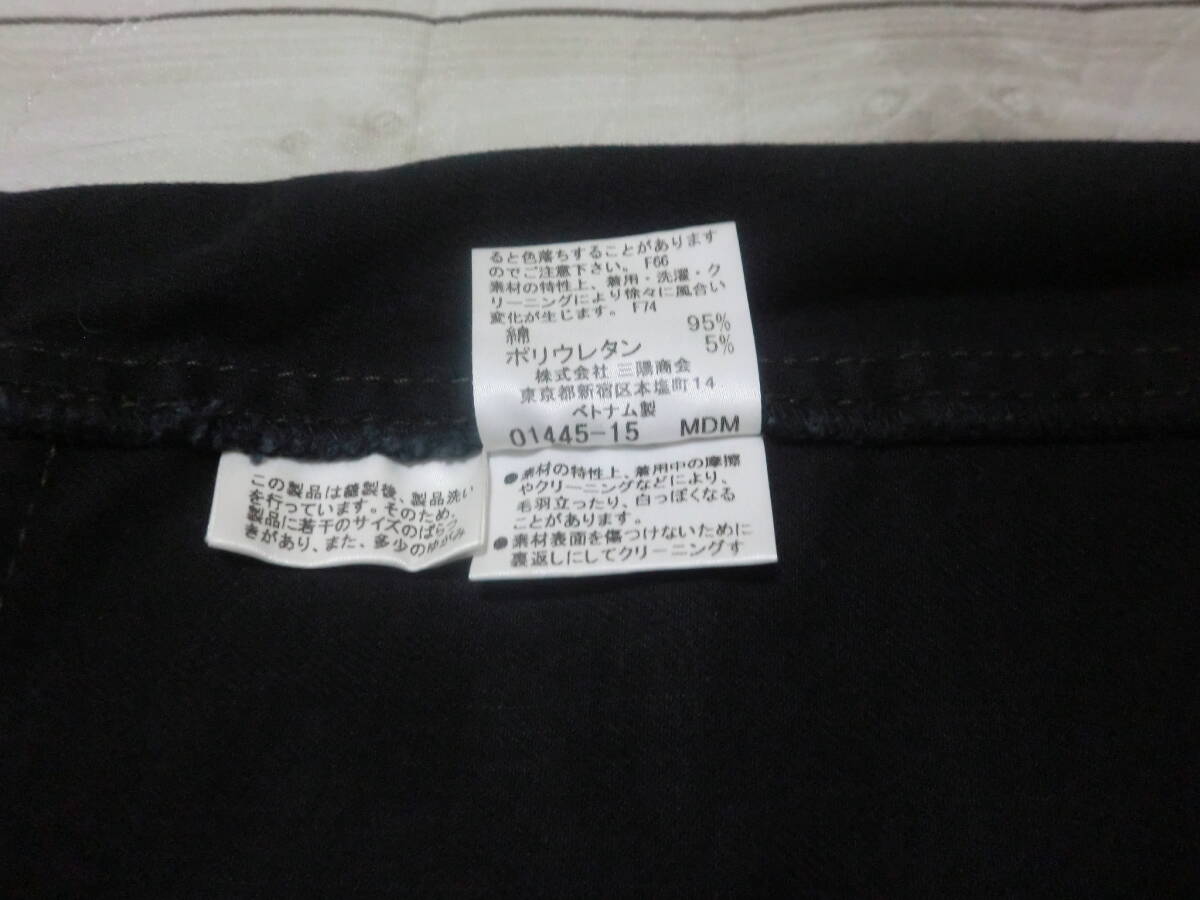 ると色落ちすることがあります
のでご注意下さい。 F66
素材の特性上、着用・洗濯・ク
リーニングにより徐々に風合い
変化が生じます。 F74
綿 95%
ポリウレタン 5%
株式会社 三陽商会
東京都新宿区本塩町14
ベトナム製
01445-15 MDM
この製品は縫製後、製品洗い
を行っています。そのため、
製品に若干のサイズのばらつ
きがあり、また、多少のゆがみ
●素材の特性上、着用中の摩擦
やクリーニングなどにより、
毛羽立ったり、白っぽくなる
ことがあります。
●素材表面を傷つけないために
裏返しにしてクリーニングす